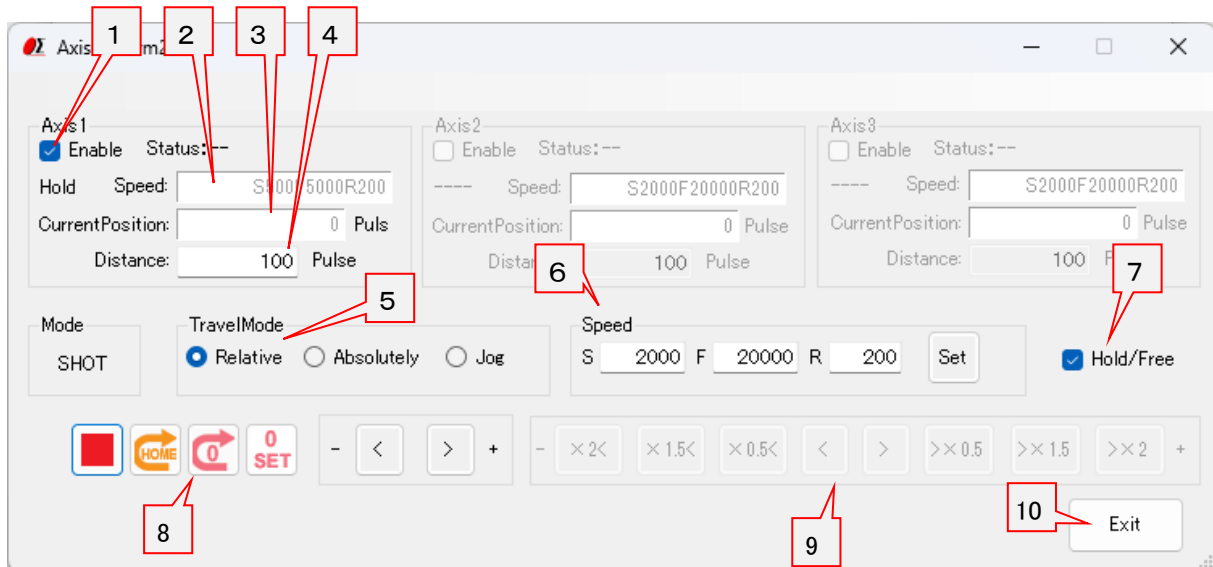 1 2 3 4
Axis
Axis1
Enable Status:--
Hold Speed:
CurrentPosition: 0 Puls
Distance: 100 Pulse
Axis2
Enable Status:--
---- Speed: S2000F20000R200
CurrentPosition: 0 Pulse
100 Pulse
Axis3
Enable Status:--
---- Speed: S2000F20000R200
CurrentPosition: 0 Pulse
Distance: 100
5
6
7
Mode
SHOT
TravelMode
Relative Absolutely Jog
Speed
S 2000 F 20000 R 200 Set
Hold/Free
HOME 0 0 SET
- < > +
- ×2< ×1.5< ×0.5< < > >×0.5 >×1.5 >×2 +
8
9
10
Exit